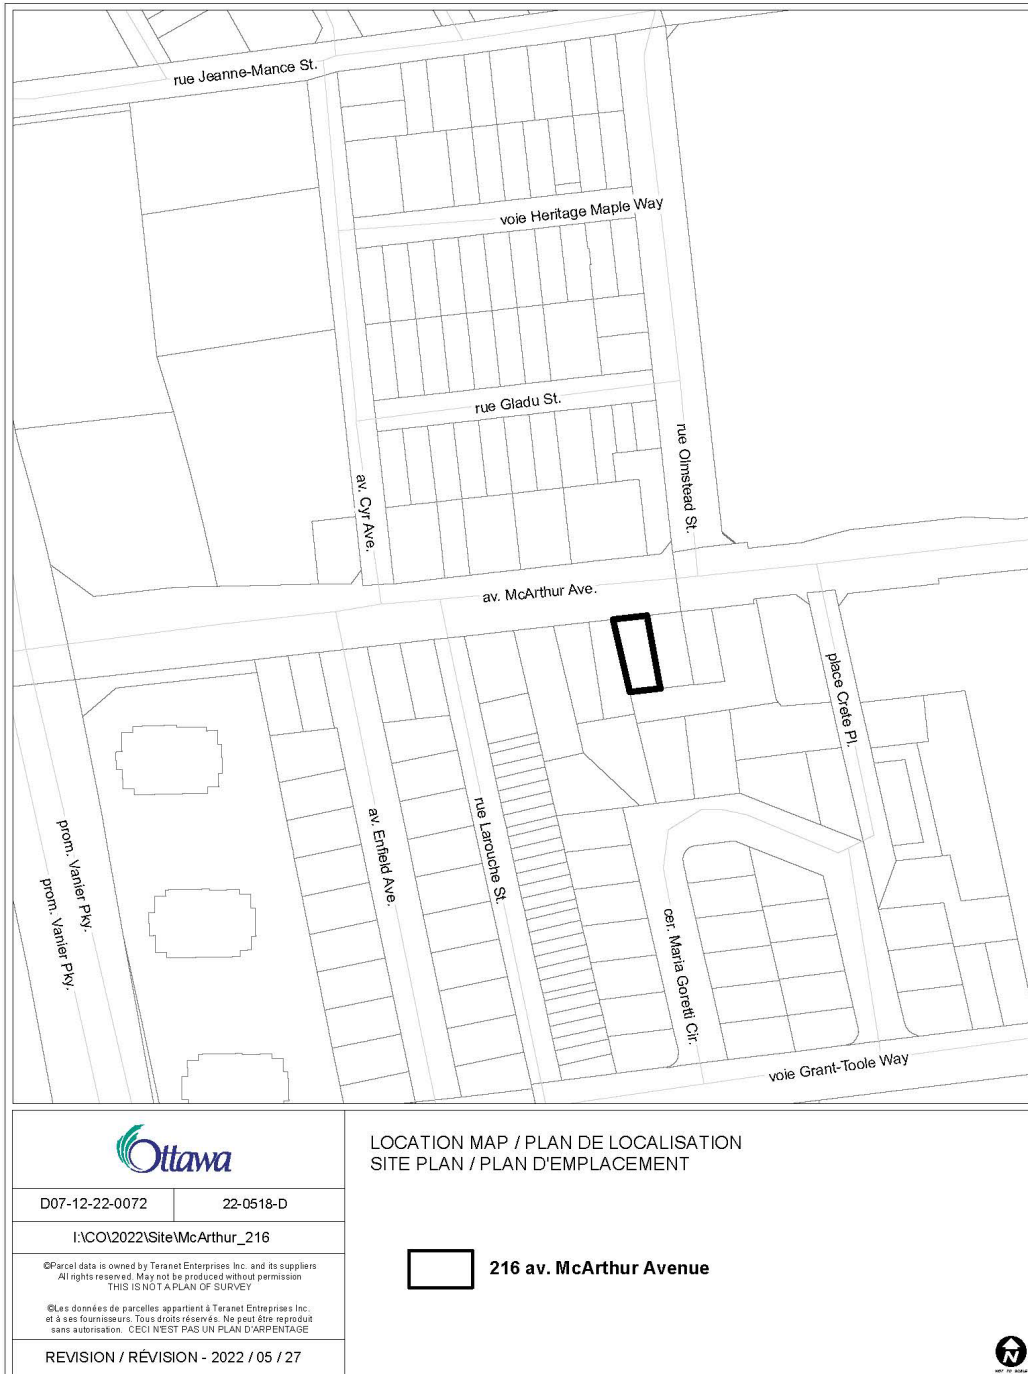 rue Jeanne-Mance St.
voie Heritage Maple Way
rue Gladu St.
rue Olmstead St.
av. Cyr Ave.
av. McArthur Ave.
place Crete Pl.
rue Larouche St.
av. Enfield Ave.
prom. Vanier Pky.
prom. Vanier Pky.
cer. Maria Goretti Cir.
voie Grant-Toole Way
Ottawa
LOCATION MAP / PLAN DE LOCALISATION
SITE PLAN / PLAN D'EMPLACEMENT
D07-12-22-0072
22-0518-D
I:\CO\2022\Site\McArthur_216
©Parcel data is owned by Teranet Enterprises Inc. and its suppliers
All rights reserved. May not be produced without permission
THIS IS NOT A PLAN OF SURVEY
©Les données de parcelles appartient à Teranet Entreprises Inc.
et à ses fournisseurs. Tous droits réservés. Ne peut être reproduit
sans autorisation. CECI N'EST PAS UN PLAN D'ARPENTAGE
REVISION / RÉVISION - 2022 / 05 / 27
216 av. McArthur Avenue
N
NOT TO SCALE